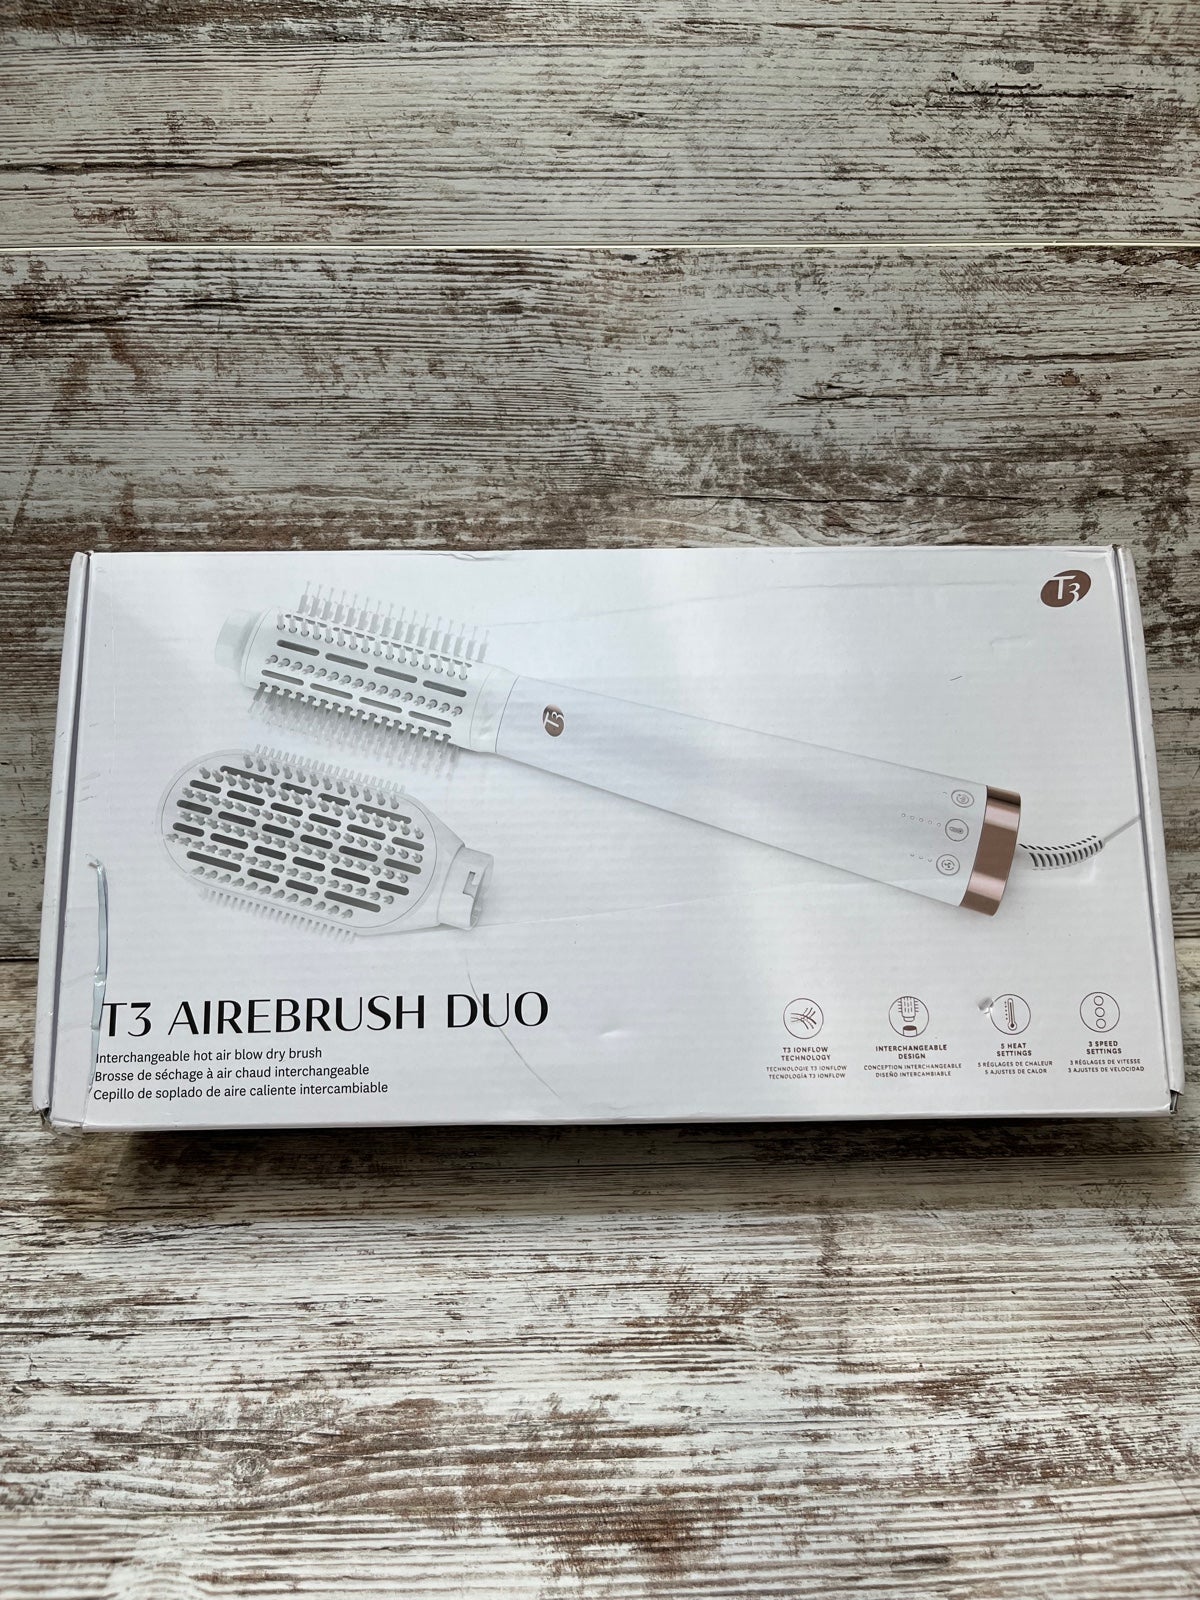 T3
T3
T3 AIREBRUSH DUO
Interchangeable hot air blow dry brush
Brosse de séchage à air chaud interchangeable
Cepillo de soplado de aire caliente intercambiable
T3 IONFLOW
TECHNOLOGY
TECHNOLOGIE T3 IONFLOW
TECNOLOGÍA T3 IONFLOW
INTERCHANGEABLE
DESIGN
CONCEPTION INTERCHANGEABLE
DISEÑO INTERCAMBIABLE
5 HEAT
SETTINGS
5 RÉGLAGES DE CHALEUR
5 AJUSTES DE CALOR
3 SPEED
SETTINGS
3 RÉGLAGES DE VITESSE
3 AJUSTES DE VELOCIDAD